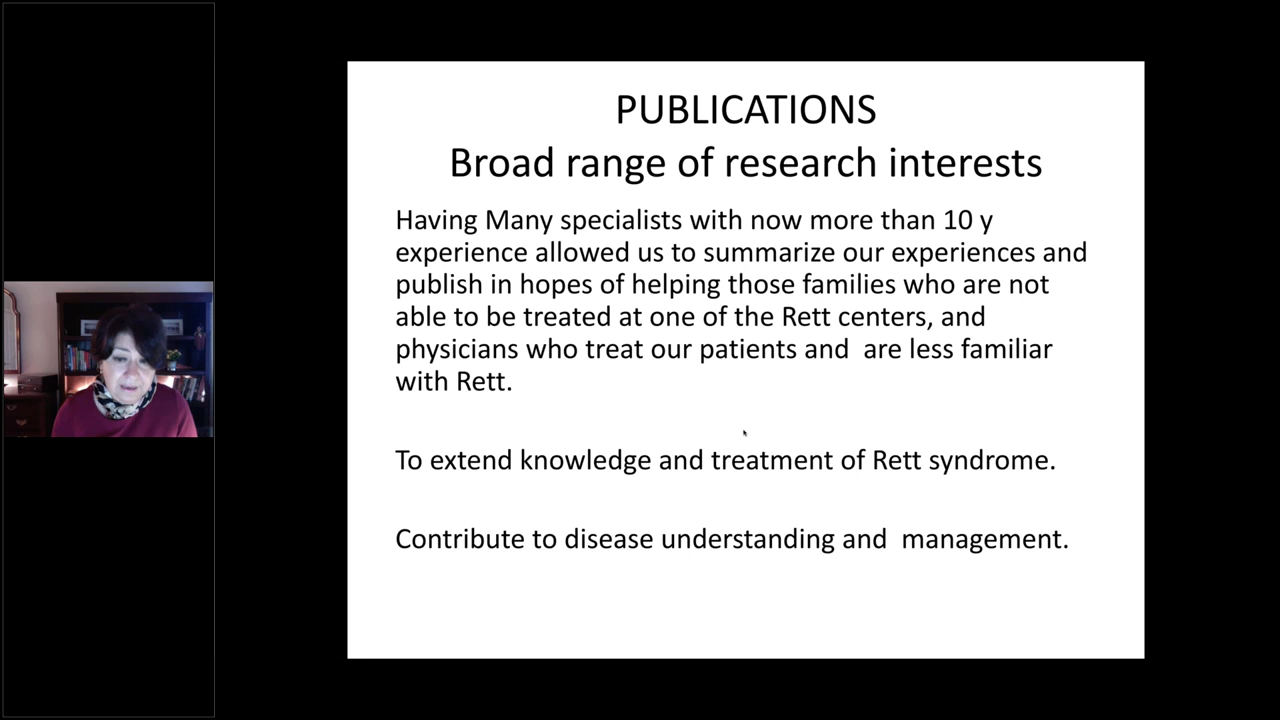 PUBLICATIONS
Broad range of research interests
Having Many specialists with now more than 10 y
experience allowed us to summarize our experiences and
publish in hopes of helping those families who are not
able to be treated at one of the Rett centers, and
physicians who treat our patients and  are less familiar
with Rett.
To extend knowledge and treatment of Rett syndrome.
Contribute to disease understanding and  management.